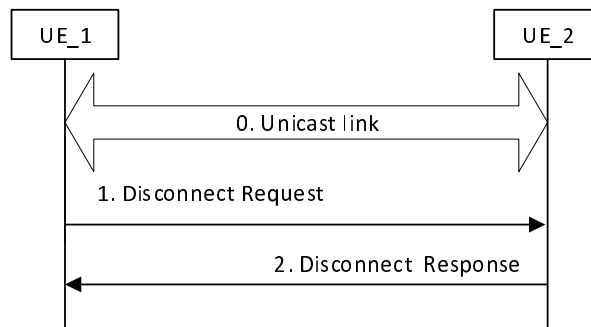 UE_1
UE_2
0. Unicast link
1. Disconnect Request
2. Disconnect Response